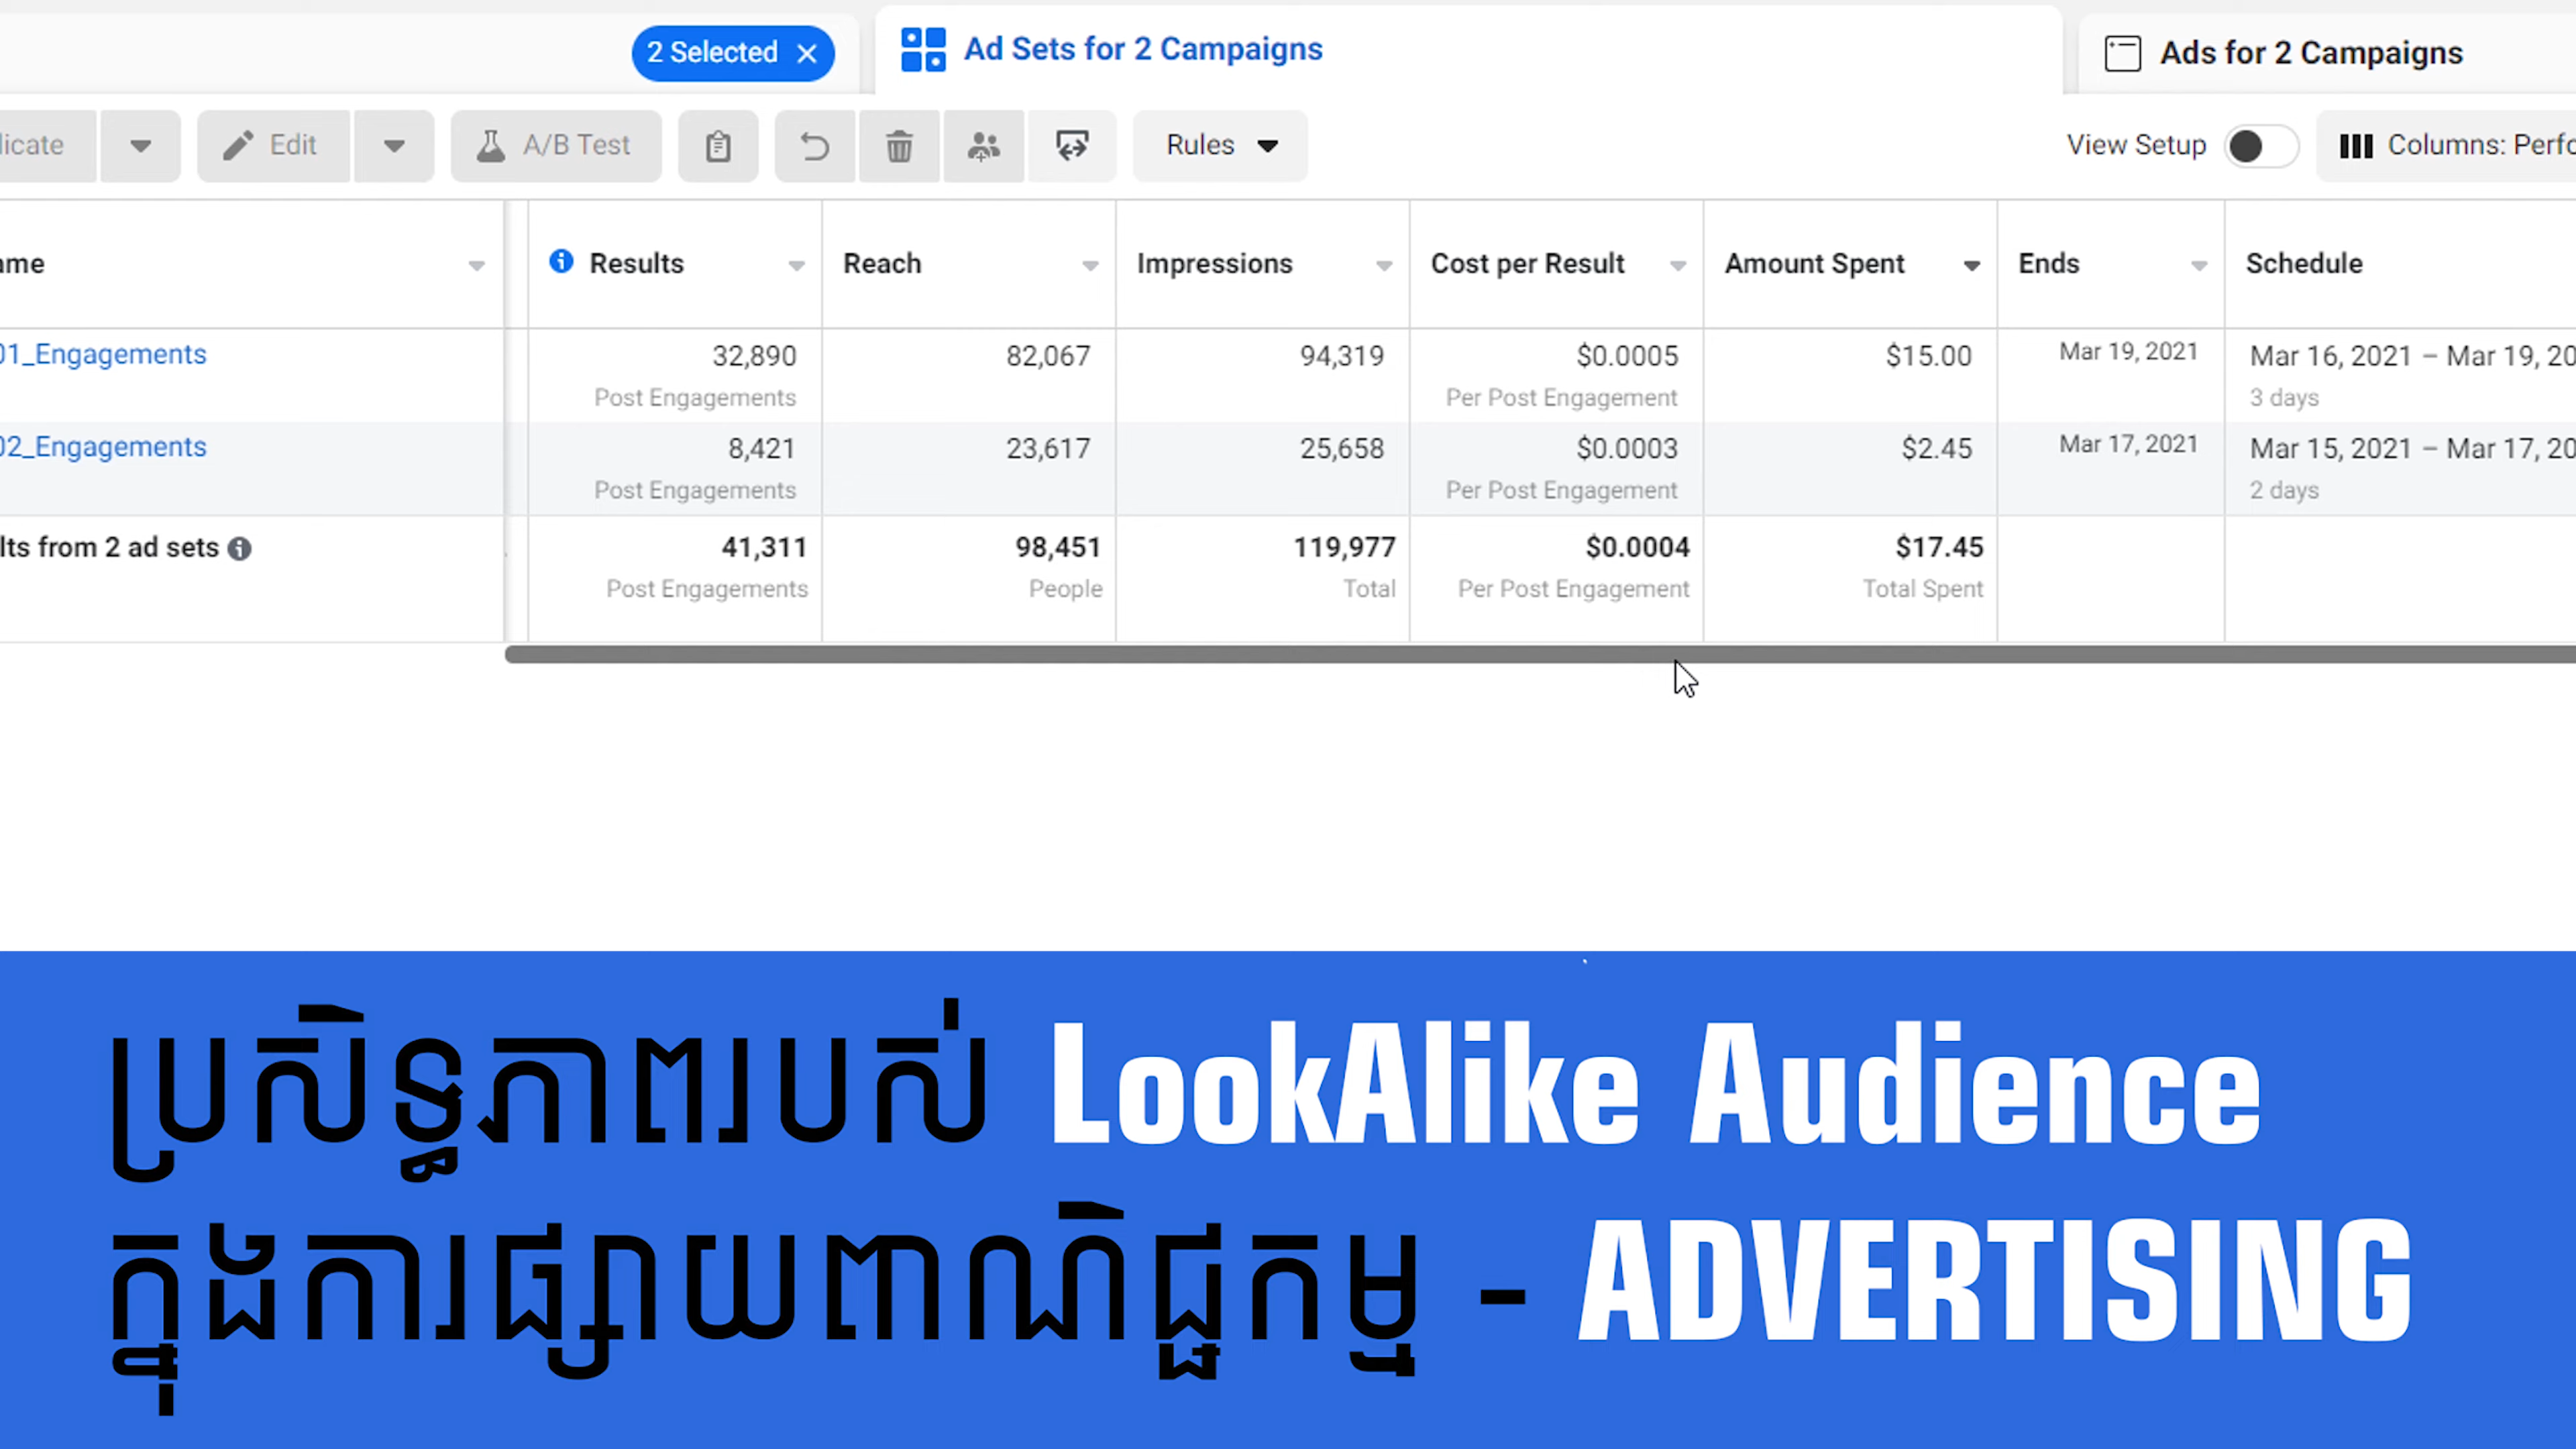 2 Selected
Ad Sets for 2 Campaigns
Ads for 2 Campaigns
Edit
A/B Test
Rules
View Setup
Columns:
Results
Reach
Impressions
Cost per Result
Amount Spent
Ends
Schedule
01_Engagements
32,890
82,067
94,319
$0.0005
$15.00
Mar 19, 2021
Mar 16, 2021 – Mar 19, 20
Post Engagements
Per Post Engagement
3 days
02_Engagements
8,421
23,617
25,658
$0.0003
$2.45
Mar 17, 2021
Mar 15, 2021 – Mar 17, 20
Post Engagements
Per Post Engagement
2 days
lts from 2 ad sets
41,311
98,451
119,977
$0.0004
$17.45
Post Engagements
People
Total
Per Post Engagement
Total Spent
ប្រសិទ្ធភាពរបស់ LookAlike Audience
ក្នុងការផ្សាយពាណិជ្ជកម្ម - ADVERTISING